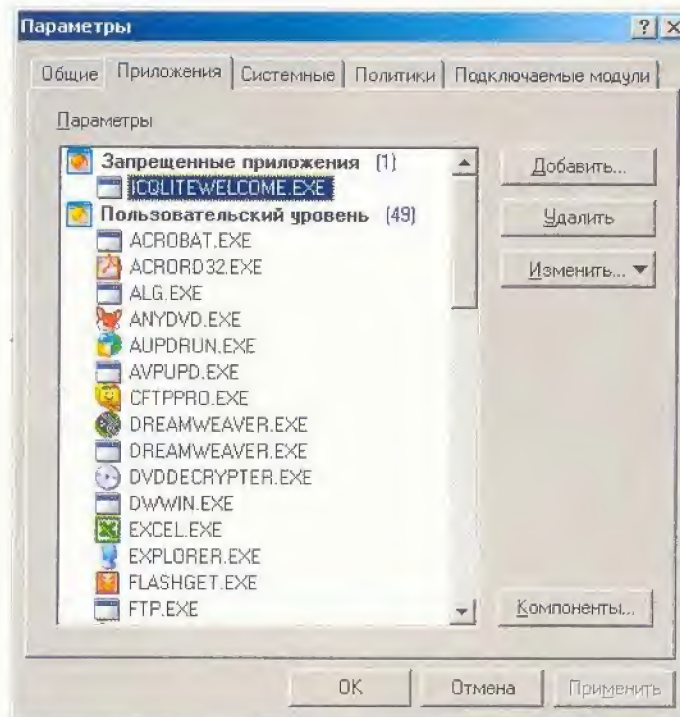 Параметры
Общие Приложения Системные Политики Подключаемые модули
Параметры
Запрещенные приложения (1)
ICQLITEWELCOME.EXE
Пользовательский уровень (49)
ACROBAT.EXE
ACRORD32.EXE
ALG.EXE
ANYDVD.EXE
AUPDRUN.EXE
AVPUPD.EXE
CFTPPRO.EXE
DREAMWEAVER.EXE
DREAMWEAVER.EXE
DVDDECRYPTER.EXE
DWWIN.EXE
EXCEL.EXE
EXPLORER.EXE
FLASHGET.EXE
FTP.EXE
Добавить...
Удалить
Изменить...
Компоненты...
OK Отмена Применить